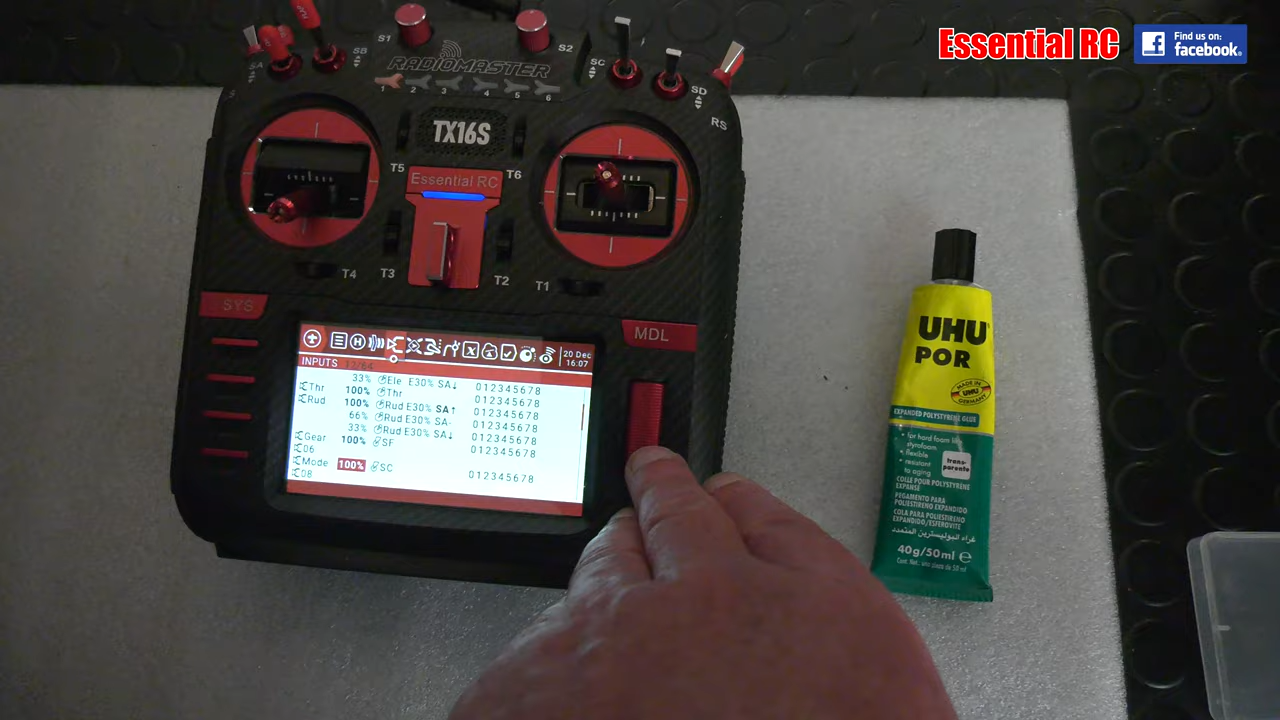 Essential RC
Find us on:
facebook
S1
S2
SA
SB
SC
SD
RS
RADIOMASTER
1 2 3 4 5 6
TX16S
T5
T6
Essential RC
T4
T3
T2
T1
SYS
MDL
20 Dec
16:07
INPUTS
33% Ele E30% SA↓ 012345678
Thr 100% Thr 012345678
Rud 100% Rud E30% SA↑ 012345678
66% Rud E30% SA- 012345678
33% Rud E30% SA↓ 012345678
Gear 100% SF 012345678
06
Mode 100% SC 012345678
08
UHU
POR
MADE IN
UHU
GERMANY
EXPANDED POLYSTYRENE GLUE
• for hard foam like
styrofoam
• flexible
• resistant
to aging
trans-
parente
COLLE POUR POLYSTYRÈNE
EXPANSÉ
PEGAMENTO PARA
POLIESTIRENO EXPANDIDO
COLA PARA POLIESTIRENO
EXPANDIDO/ESFEROVITE
غراء البوليسترين المتمدد
40g/50ml e